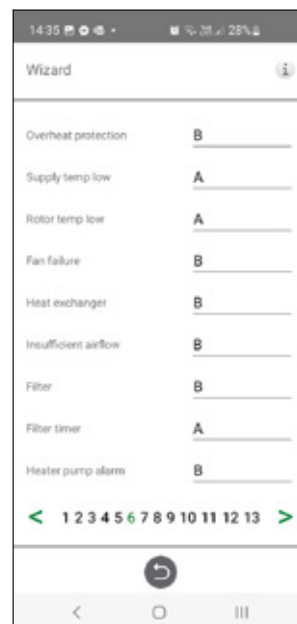 14:35 28%
Wizard i
Overheat protection B
Supply temp low A
Rotor temp low A
Fan failure B
Heat exchanger B
Insufficient airflow B
Filter B
Filter timer A
Heater pump alarm B
< 1 2 3 4 5 6 7 8 9 10 11 12 13 >